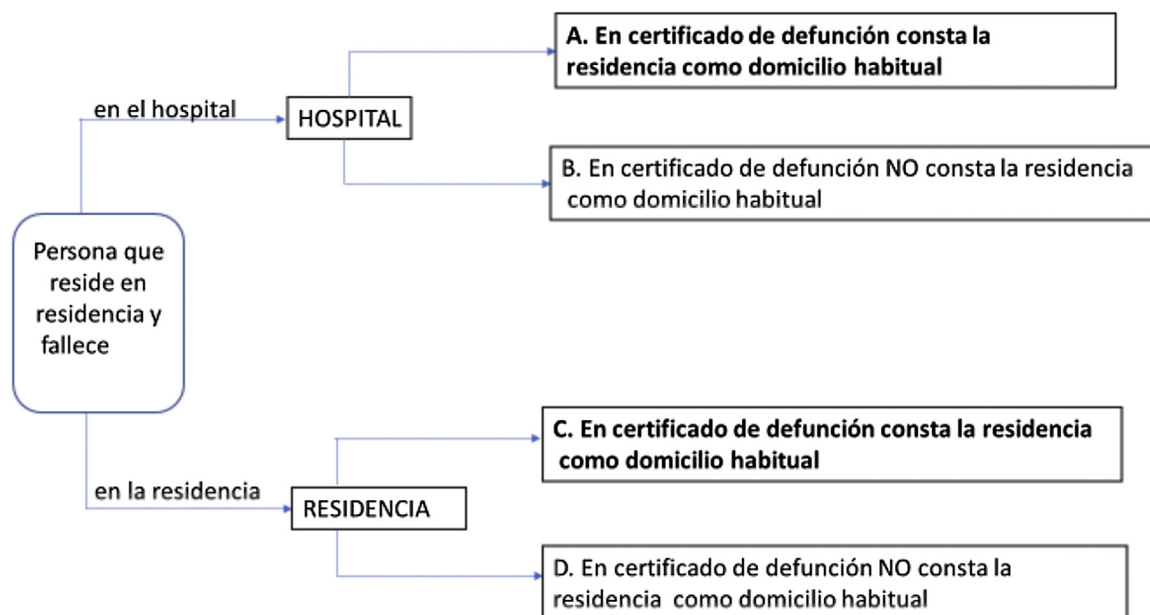 A. En certificado de defunción consta la
residencia como domicilio habitual
en el hospital
HOSPITAL
B. En certificado de defunción NO consta la residencia
como domicilio habitual
Persona que
reside en
residencia y
fallece
C. En certificado de defunción consta la residencia
como domicilio habitual
en la residencia
RESIDENCIA
D. En certificado de defunción NO consta la
residencia como domicilio habitual